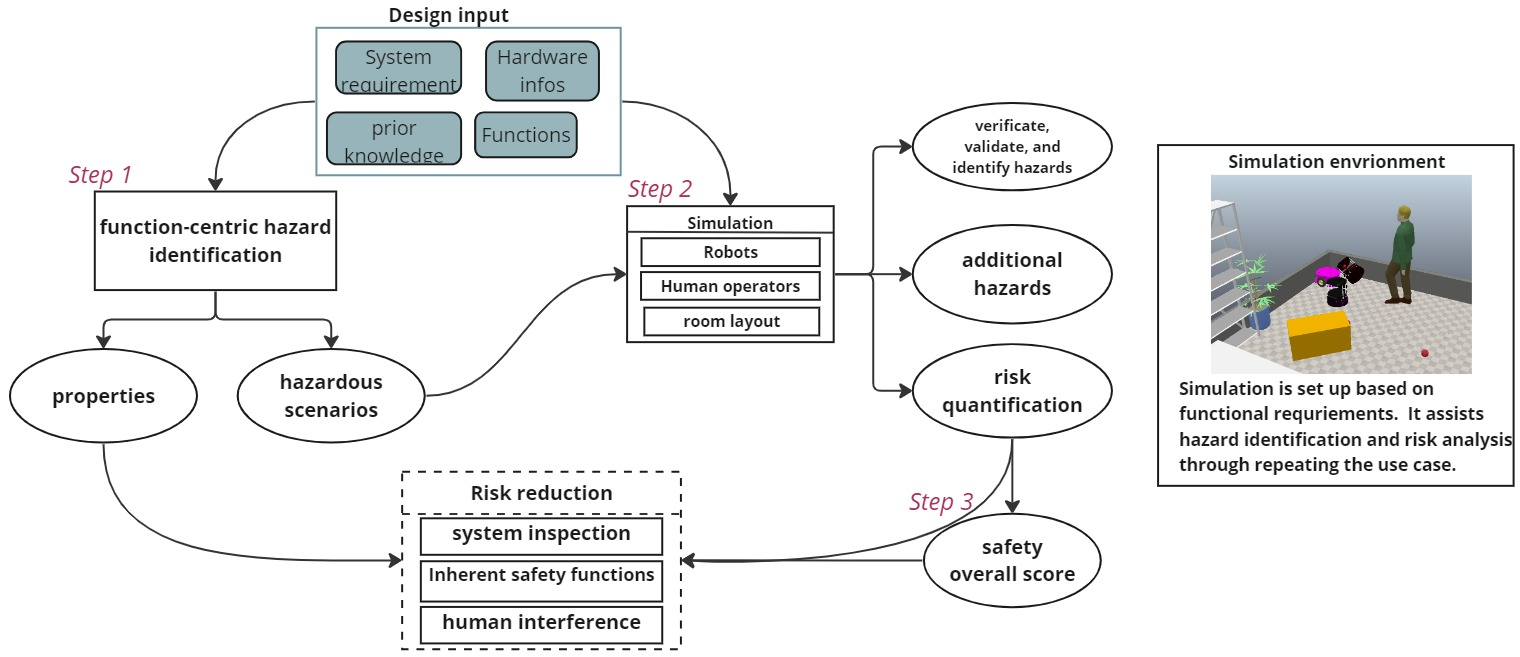 Design input
System
requirement
Hardware
infos
prior
knowledge
Functions
Step 1
function-centric hazard
identification
properties
hazardous
scenarios
Step 2
Simulation
Robots
Human operators
room layout
verificate,
validate, and
identify hazards
additional
hazards
risk
quantification
Step 3
safety
overall score
Risk reduction
system inspection
Inherent safety functions
human interference
Simulation envrionment
Simulation is set up based on
functional requriements.  It assists
hazard identification and risk analysis
through repeating the use case.